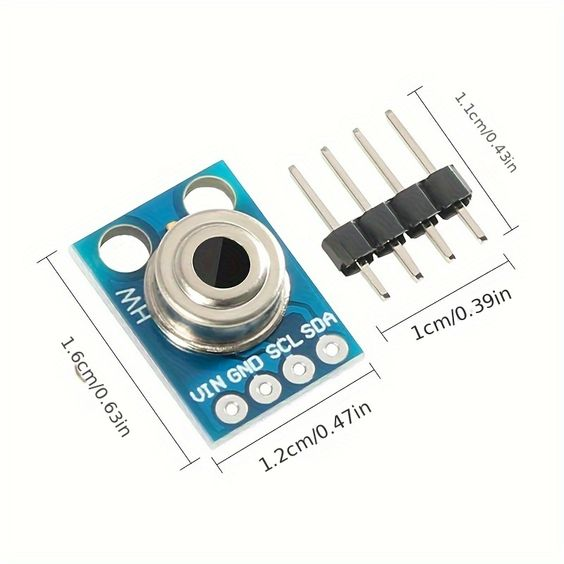 1.1cm/0.43in
1cm/0.39in
HW
VIN GND SCL SDA
1.6cm/0.63in
1.2cm/0.47in